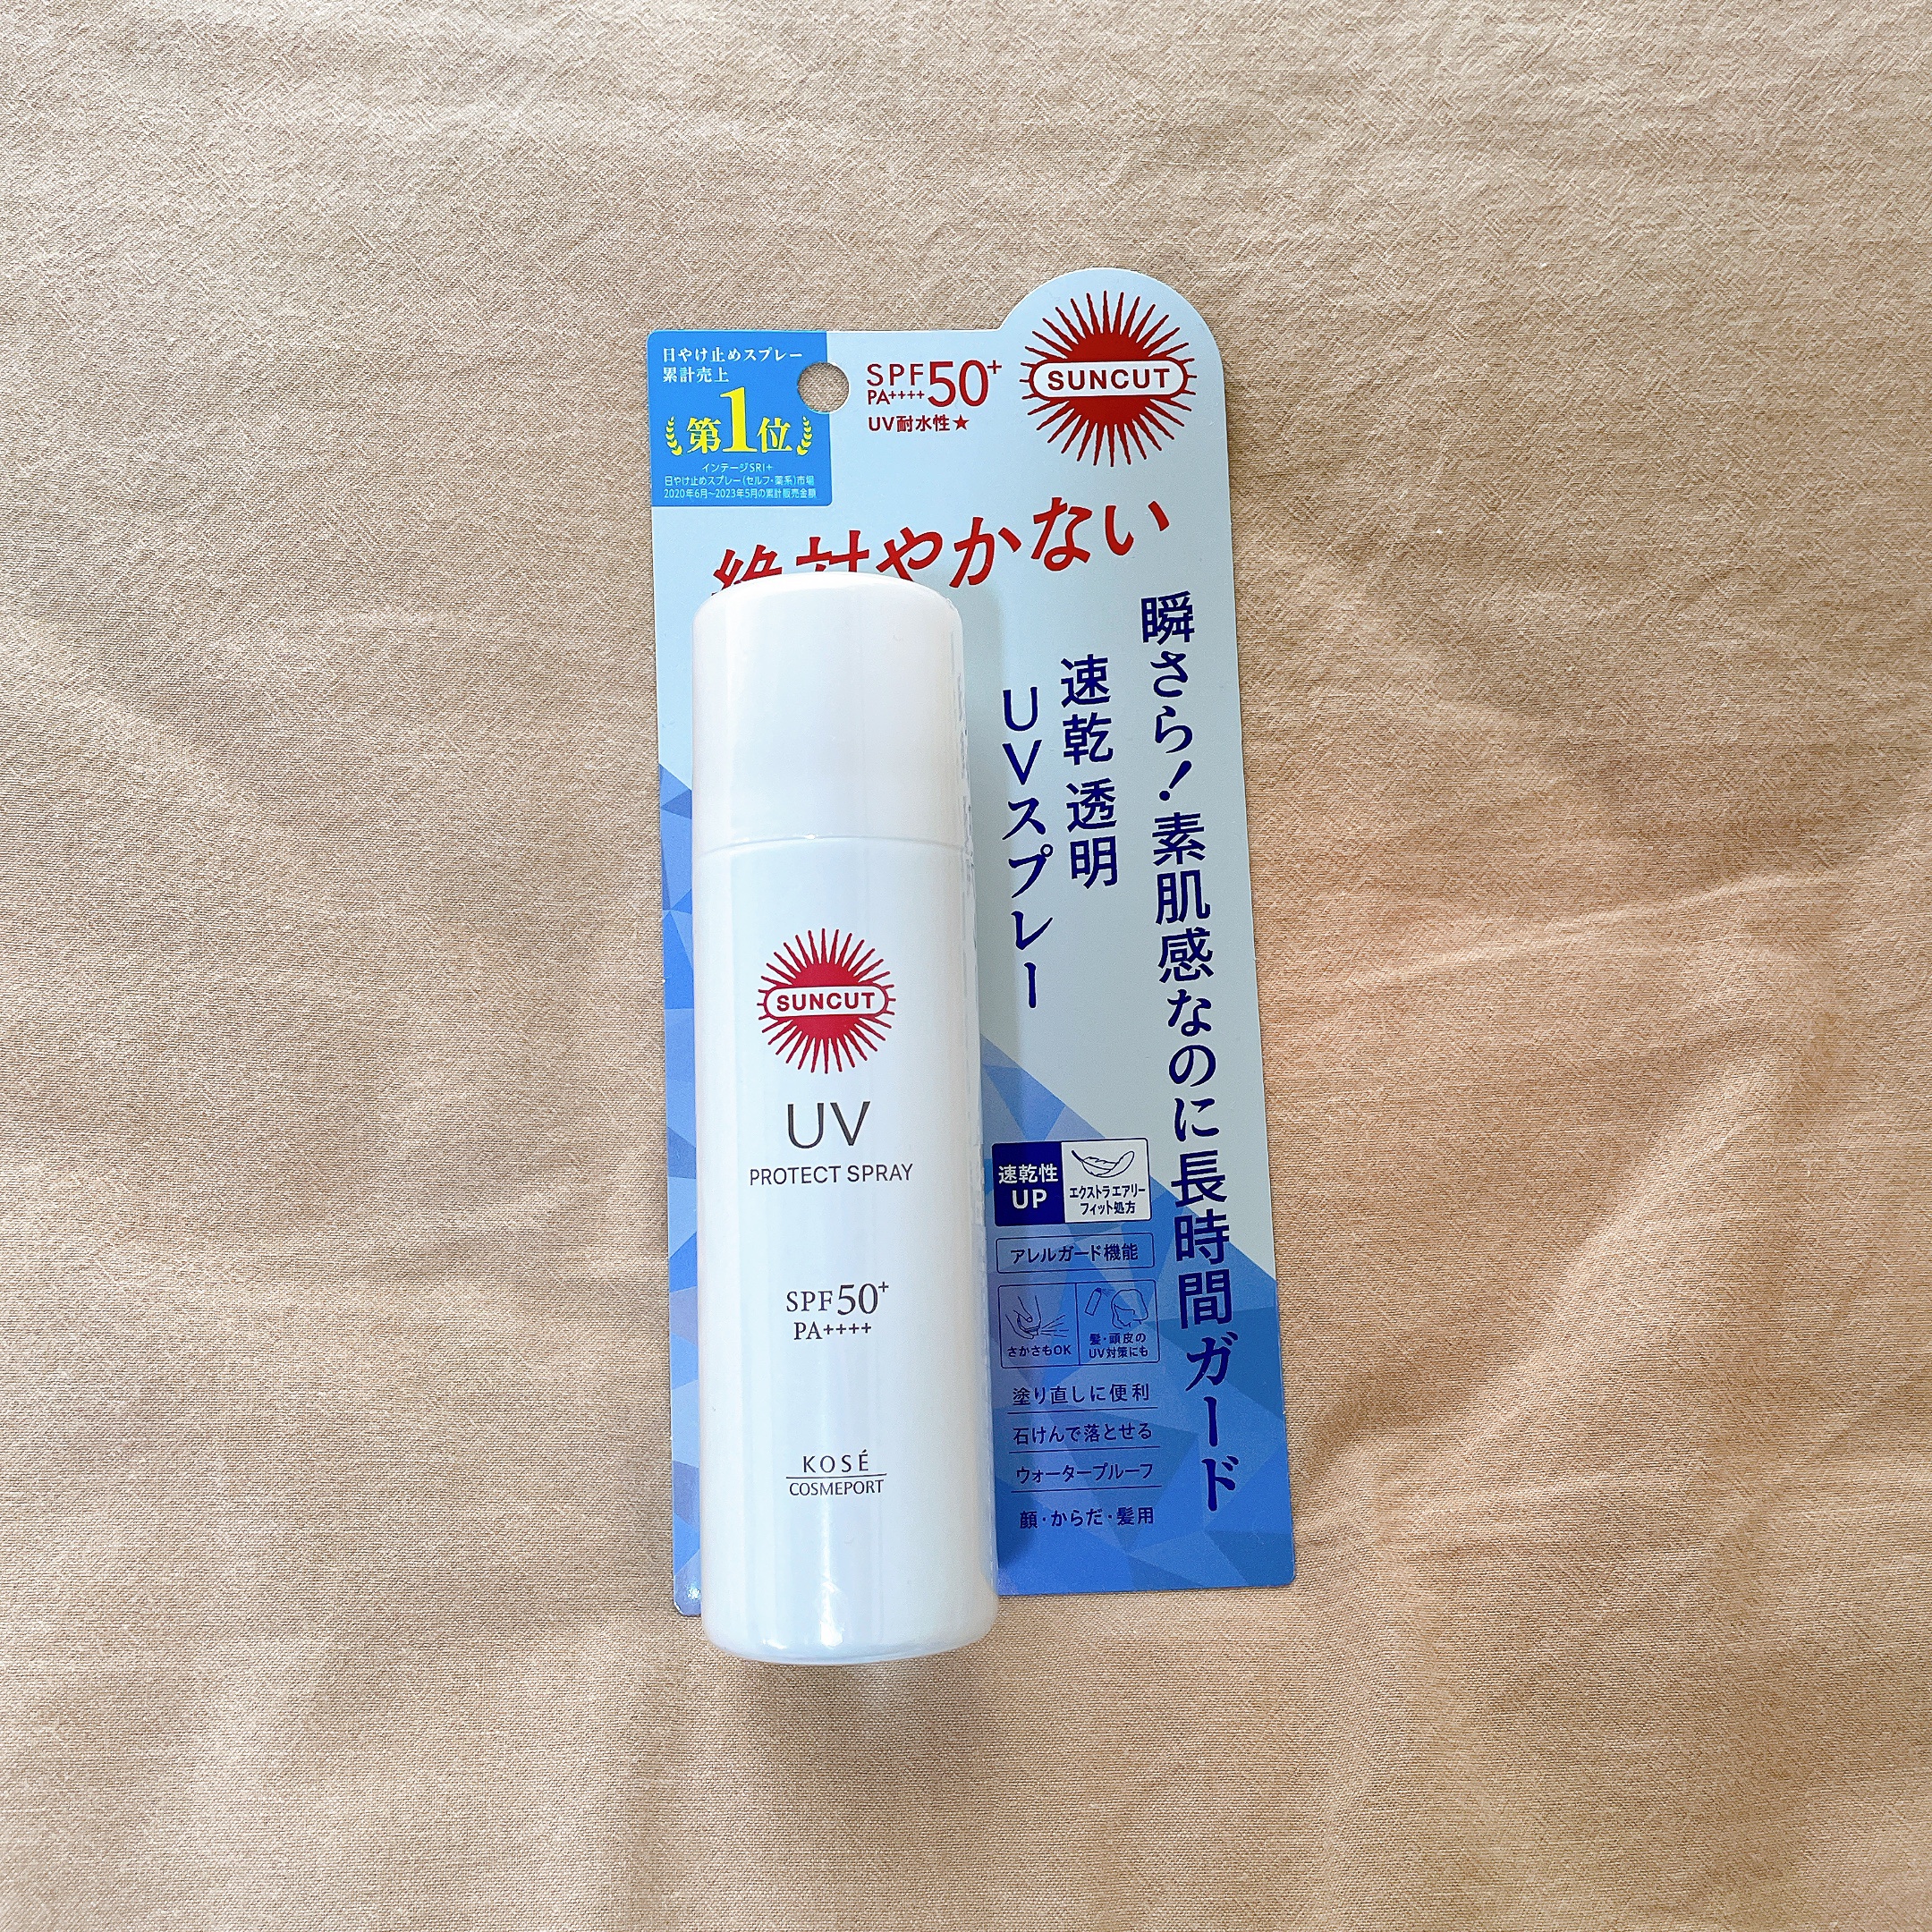 日やけ止めスプレー
累計売上
第1位
インテージSRI+
日やけ止めスプレー(セルフ・薬系)市場
2020年6月~2023年5月の累計販売金額
SPF50+
PA++++
UV耐水性★
SUNCUT
絶対やかない
瞬さら!素肌感なのに長時間ガード
速乾 透明
UVスプレー
速乾性
UP
エクストラエアリー
フィット処方
アレルガード機能
さかさもOK
髪・頭皮の
UV対策にも
塗り直しに便利
石けんで落とせる
ウォータープルーフ
顔・からだ・髪用
SUNCUT
UV
PROTECT SPRAY
SPF50+
PA++++
KOSÉ
COSMEPORT